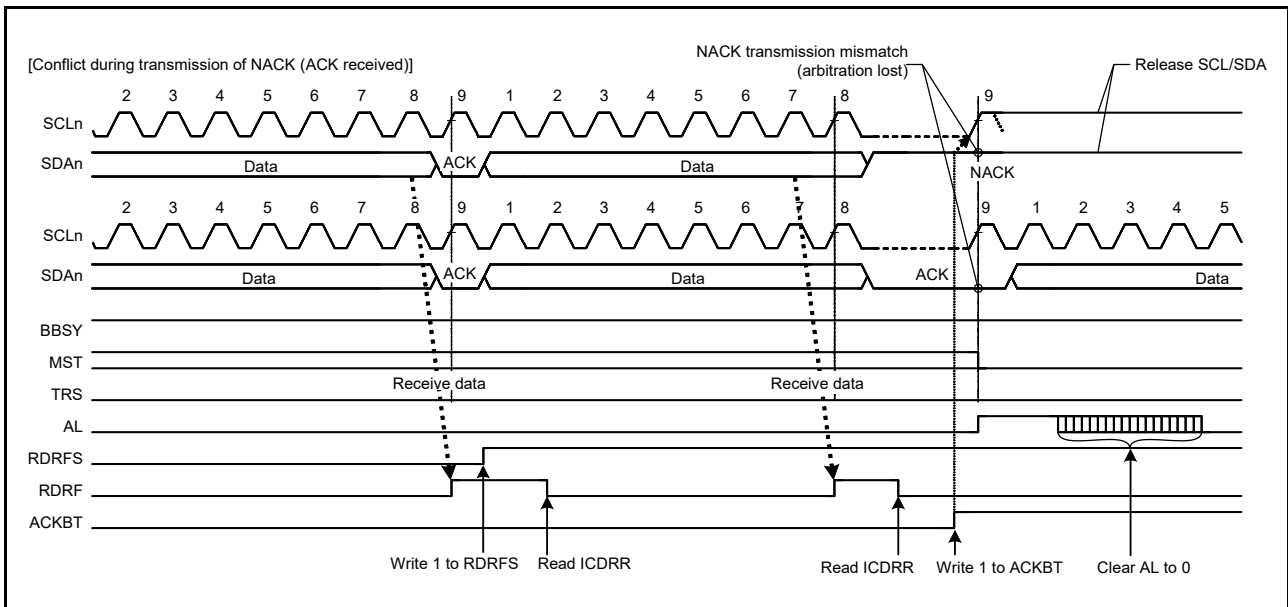 [Conflict during transmission of NACK (ACK received)]
NACK transmission mismatch
(arbitration lost)
Release SCL/SDA
2 3 4 5 6 7 8 9 1 2 3 4 5 6 7 8 9
SCLn
SDAn Data ACK Data NACK
2 3 4 5 6 7 8 9 1 2 3 4 5 6 7 8 9 1 2 3 4 5
SCLn
SDAn Data ACK Data ACK Data
BBSY
MST
TRS Receive data Receive data
AL
RDRFS
RDRF
ACKBT
Write 1 to RDRFS Read ICDRR Read ICDRR Write 1 to ACKBT Clear AL to 0